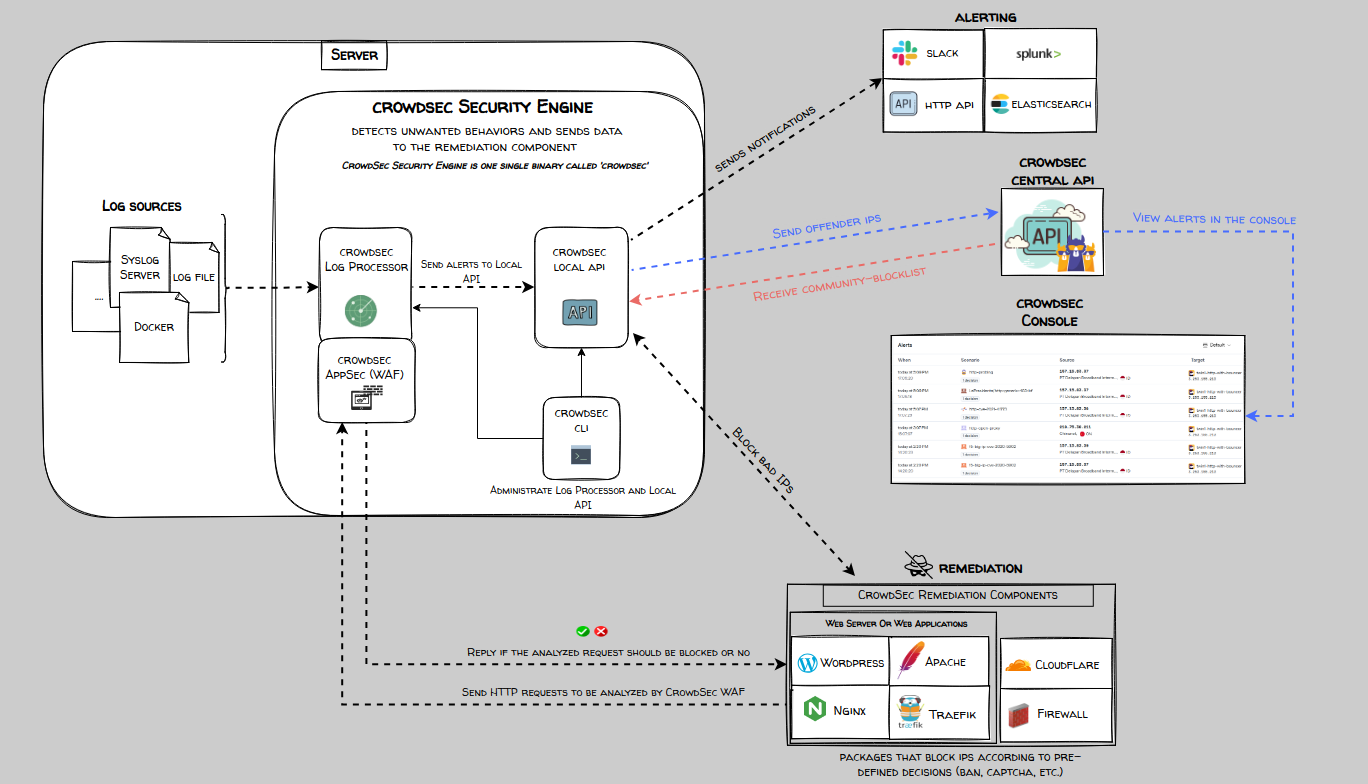 ALERTING
SLACK
splunk>
API
HTTP API
ELASTICSEARCH
SERVER
CROWDSEC SECURITY ENGINE
DETECTS UNWANTED BEHAVIORS AND SENDS DATA
TO THE REMEDIATION COMPONENT
CROWDSEC SECURITY ENGINE IS ONE SINGLE BINARY CALLED 'CROWDSEC'
SENDS NOTIFICATIONS
CROWDSEC
CENTRAL API
API
SEND OFFENDER IPS
VIEW ALERTS IN THE CONSOLE
RECEIVE COMMUNITY-BLOCKLIST
LOG SOURCES
SYSLOG
SERVER
LOG FILE
....
DOCKER
CROWDSEC
LOG PROCESSOR
SEND ALERTS TO LOCAL
API
CROWDSEC
LOCAL API
API
CROWDSEC
APPSEC (WAF)
CROWDSEC
CLI
>_
ADMINISTRATE LOG PROCESSOR AND LOCAL
API
CROWDSEC
CONSOLE
Alerts
Default
When
Scenario
Source
Target
BLOCK BAD IPS
REMEDIATION
CROWDSEC REMEDIATION COMPONENTS
WEB SERVER OR WEB APPLICATIONS
WORDPRESS
APACHE
CLOUDFLARE
NGINX
træfik
TRAEFIK
FIREWALL
REPLY IF THE ANALYZED REQUEST SHOULD BE BLOCKED OR NO
SEND HTTP REQUESTS TO BE ANALYZED BY CROWDSEC WAF
PACKAGES THAT BLOCK IPS ACCORDING TO PRE-
DEFINED DECISIONS (BAN, CAPTCHA, ETC.)